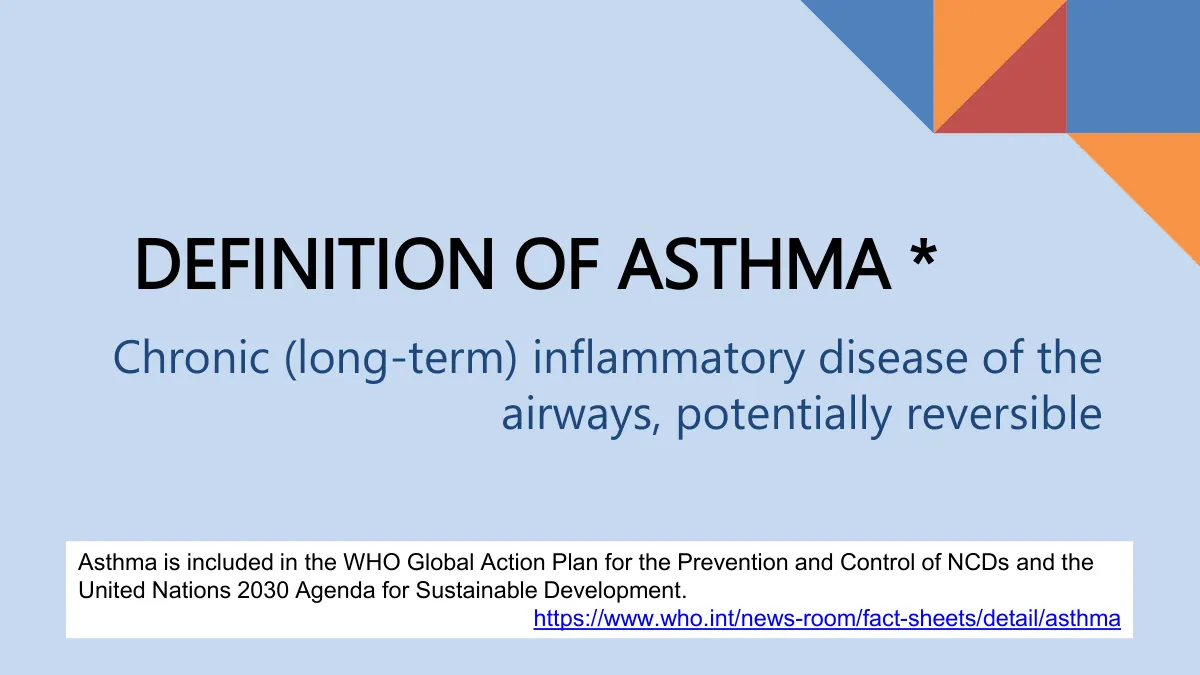 DEFINITION OF ASTHMA *
Chronic (long-term) inflammatory disease of the
airways, potentially reversible
Asthma is included in the WHO Global Action Plan for the Prevention and Control of NCDs and the
United Nations 2030 Agenda for Sustainable Development.
https://www.who.int/news-room/fact-sheets/detail/asthma